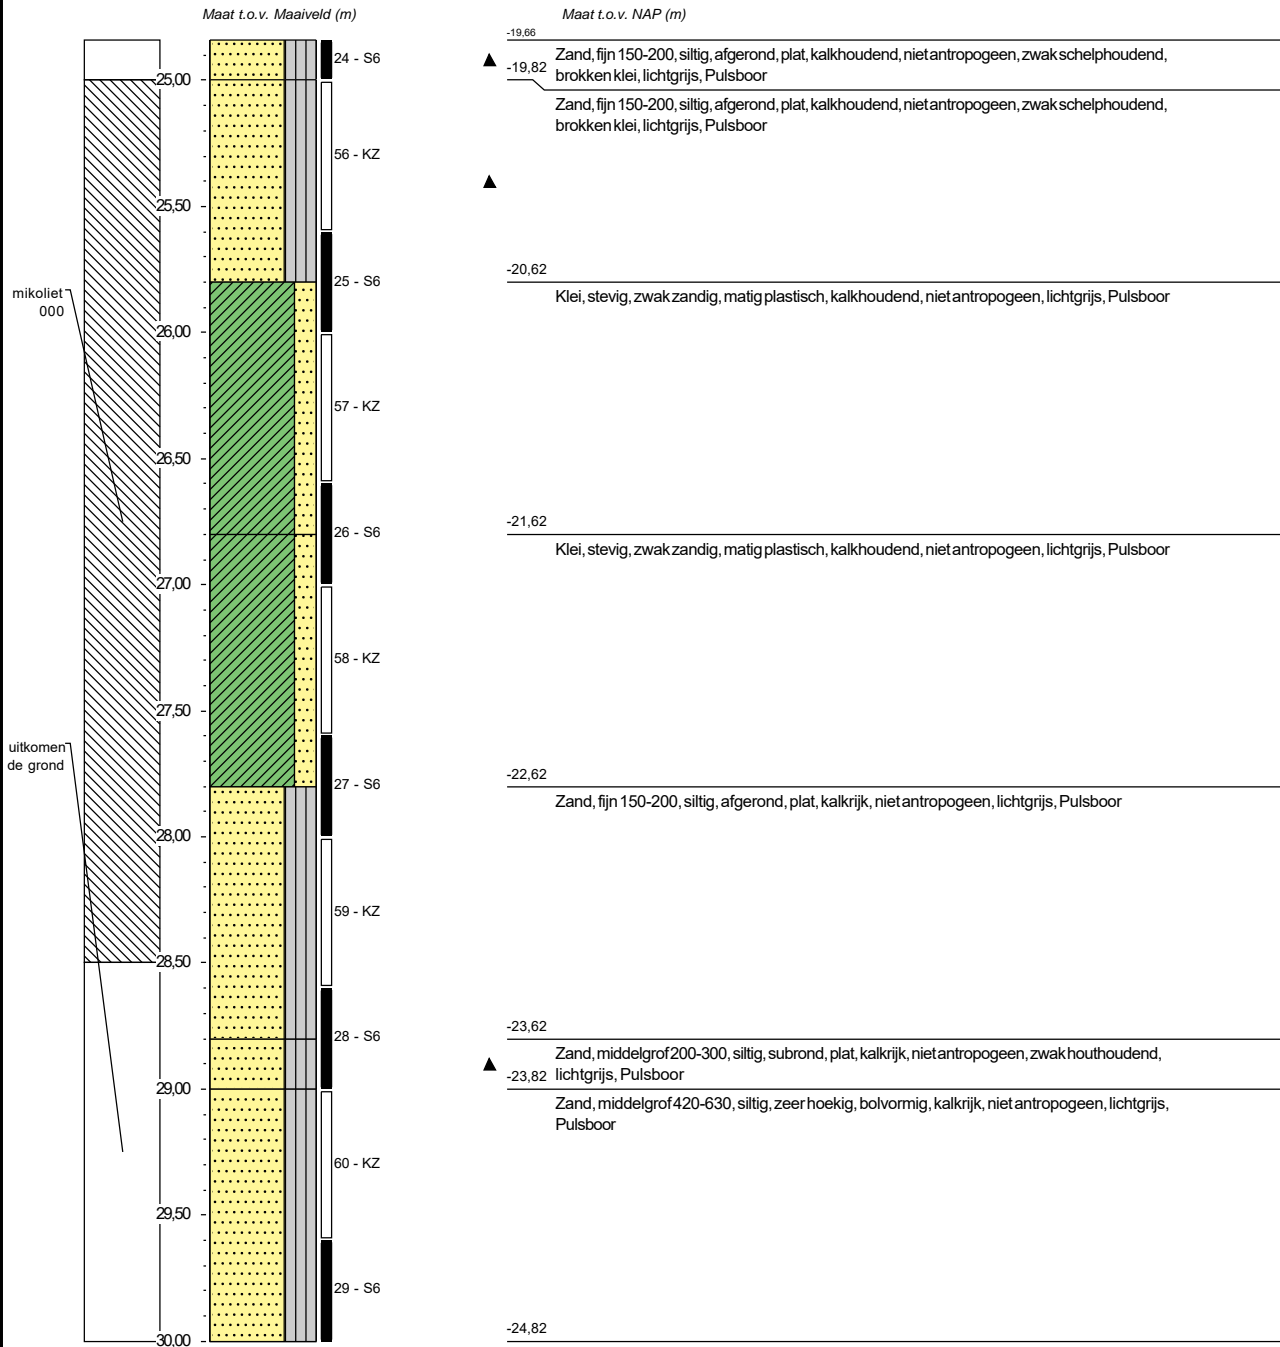 Maat t.o.v. Maaiveld (m)
Maat t.o.v. NAP (m)
-19,66
Zand, fijn 150-200, siltig, afgerond, plat, kalkhoudend, niet antropogeen, zwak schelphoudend,
brokken klei, lichtgrijs, Pulsboor
24 - S6
-19,82
25,00
Zand, fijn 150-200, siltig, afgerond, plat, kalkhoudend, niet antropogeen, zwak schelphoudend,
brokken klei, lichtgrijs, Pulsboor
56 - KZ
25,50
-20,62
25 - S6
Klei, stevig, zwak zandig, matig plastisch, kalkhoudend, niet antropogeen, lichtgrijs, Pulsboor
mikoliet
000
26,00
57 - KZ
26,50
-21,62
26 - S6
Klei, stevig, zwak zandig, matig plastisch, kalkhoudend, niet antropogeen, lichtgrijs, Pulsboor
27,00
58 - KZ
27,50
uitkomen
de grond
-22,62
27 - S6
Zand, fijn 150-200, siltig, afgerond, plat, kalkrijk, niet antropogeen, lichtgrijs, Pulsboor
28,00
59 - KZ
28,50
-23,62
28 - S6
Zand, middelgrof 200-300, siltig, subrond, plat, kalkrijk, niet antropogeen, zwak houthoudend,
lichtgrijs, Pulsboor
-23,82
29,00
Zand, middelgrof 420-630, siltig, zeer hoekig, bolvormig, kalkrijk, niet antropogeen, lichtgrijs,
Pulsboor
60 - KZ
29,50
29 - S6
-24,82
30,00